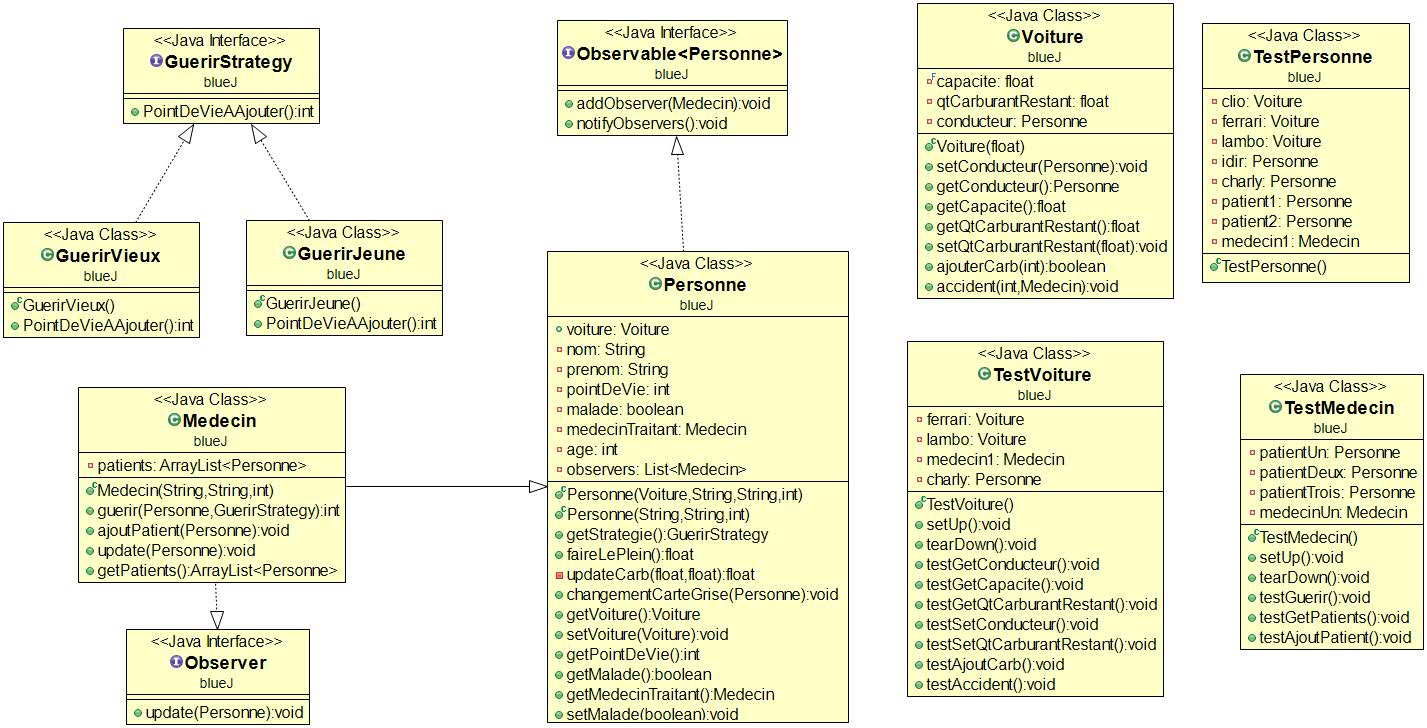 <<Java Interface>>
GuerirStrategy
blueJ
PointDeVieAAjouter():int
<<Java Interface>>
Observable<Personne>
blueJ
addObserver(Medecin):void
notifyObservers():void
<<Java Class>>
Voiture
blueJ
capacite: float
qtCarburantRestant: float
conducteur: Personne
Voiture(float)
setConducteur(Personne):void
getConducteur():Personne
getCapacite():float
getQtCarburantRestant():float
setQtCarburantRestant(float):void
ajouterCarb(int):boolean
accident(int,Medecin):void
<<Java Class>>
TestPersonne
blueJ
clio: Voiture
ferrari: Voiture
lambo: Voiture
idir: Personne
charly: Personne
patient1: Personne
patient2: Personne
medecin1: Medecin
TestPersonne()
<<Java Class>>
GuerirVieux
blueJ
GuerirVieux()
PointDeVieAAjouter():int
<<Java Class>>
GuerirJeune
blueJ
GuerirJeune()
PointDeVieAAjouter():int
<<Java Class>>
Personne
blueJ
voiture: Voiture
nom: String
prenom: String
pointDeVie: int
malade: boolean
medecinTraitant: Medecin
age: int
observers: List<Medecin>
Personne(Voiture,String,String,int)
Personne(String,String,int)
getStrategie():GuerirStrategy
faireLePlein():float
updateCarb(float,float):float
changementCarteGrise(Personne):void
getVoiture():Voiture
setVoiture(Voiture):void
getPointDeVie():int
getMalade():boolean
getMedecinTraitant():Medecin
setMalade(boolean):void
<<Java Class>>
Medecin
blueJ
patients: ArrayList<Personne>
Medecin(String,String,int)
guerir(Personne,GuerirStrategy):int
ajoutPatient(Personne):void
update(Personne):void
getPatients():ArrayList<Personne>
<<Java Interface>>
Observer
blueJ
update(Personne):void
<<Java Class>>
TestVoiture
blueJ
ferrari: Voiture
lambo: Voiture
medecin1: Medecin
charly: Personne
TestVoiture()
setUp():void
tearDown():void
testGetConducteur():void
testGetCapacite():void
testGetQtCarburantRestant():void
testSetConducteur():void
testSetQtCarburantRestant():void
testAjoutCarb():void
testAccident():void
<<Java Class>>
TestMedecin
blueJ
patientUn: Personne
patientDeux: Personne
patientTrois: Personne
medecinUn: Medecin
TestMedecin()
setUp():void
tearDown():void
testGuerir():void
testGetPatients():void
testAjoutPatient():void